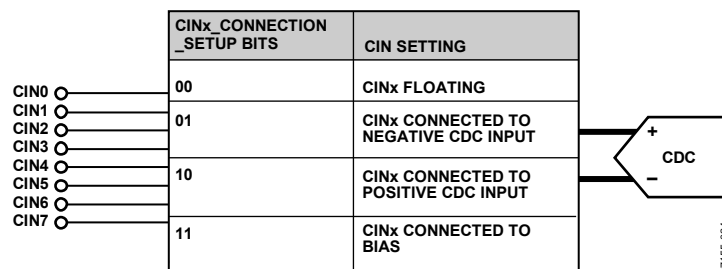 CINx_CONNECTION
_SETUP BITS
CIN SETTING
00
CINx FLOATING
01
CINx CONNECTED TO
NEGATIVE CDC INPUT
10
CINx CONNECTED TO
POSITIVE CDC INPUT
11
CINx CONNECTED TO
BIAS
CIN0
CIN1
CIN2
CIN3
CIN4
CIN5
CIN6
CIN7
+
CDC
−